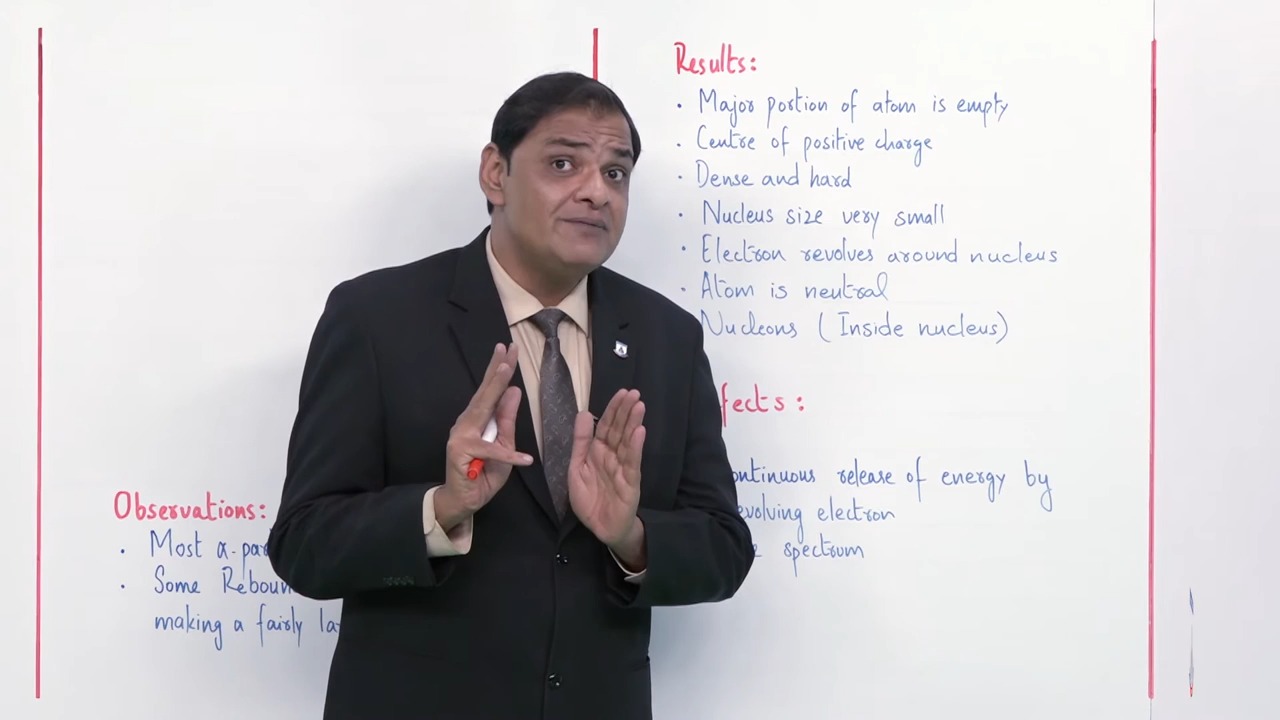 Observations:
· Most α-par
· Some Reboun
making a fairly la
Results:
· Major portion of atom is empty
· Centre of positive charge
· Dense and hard
· Nucleus size very small
· Electron revolves around nucleus
· Atom is neutral
Nucleons (Inside nucleus)
fects:
ontinuous release of energy by
evolving electron
spectrum